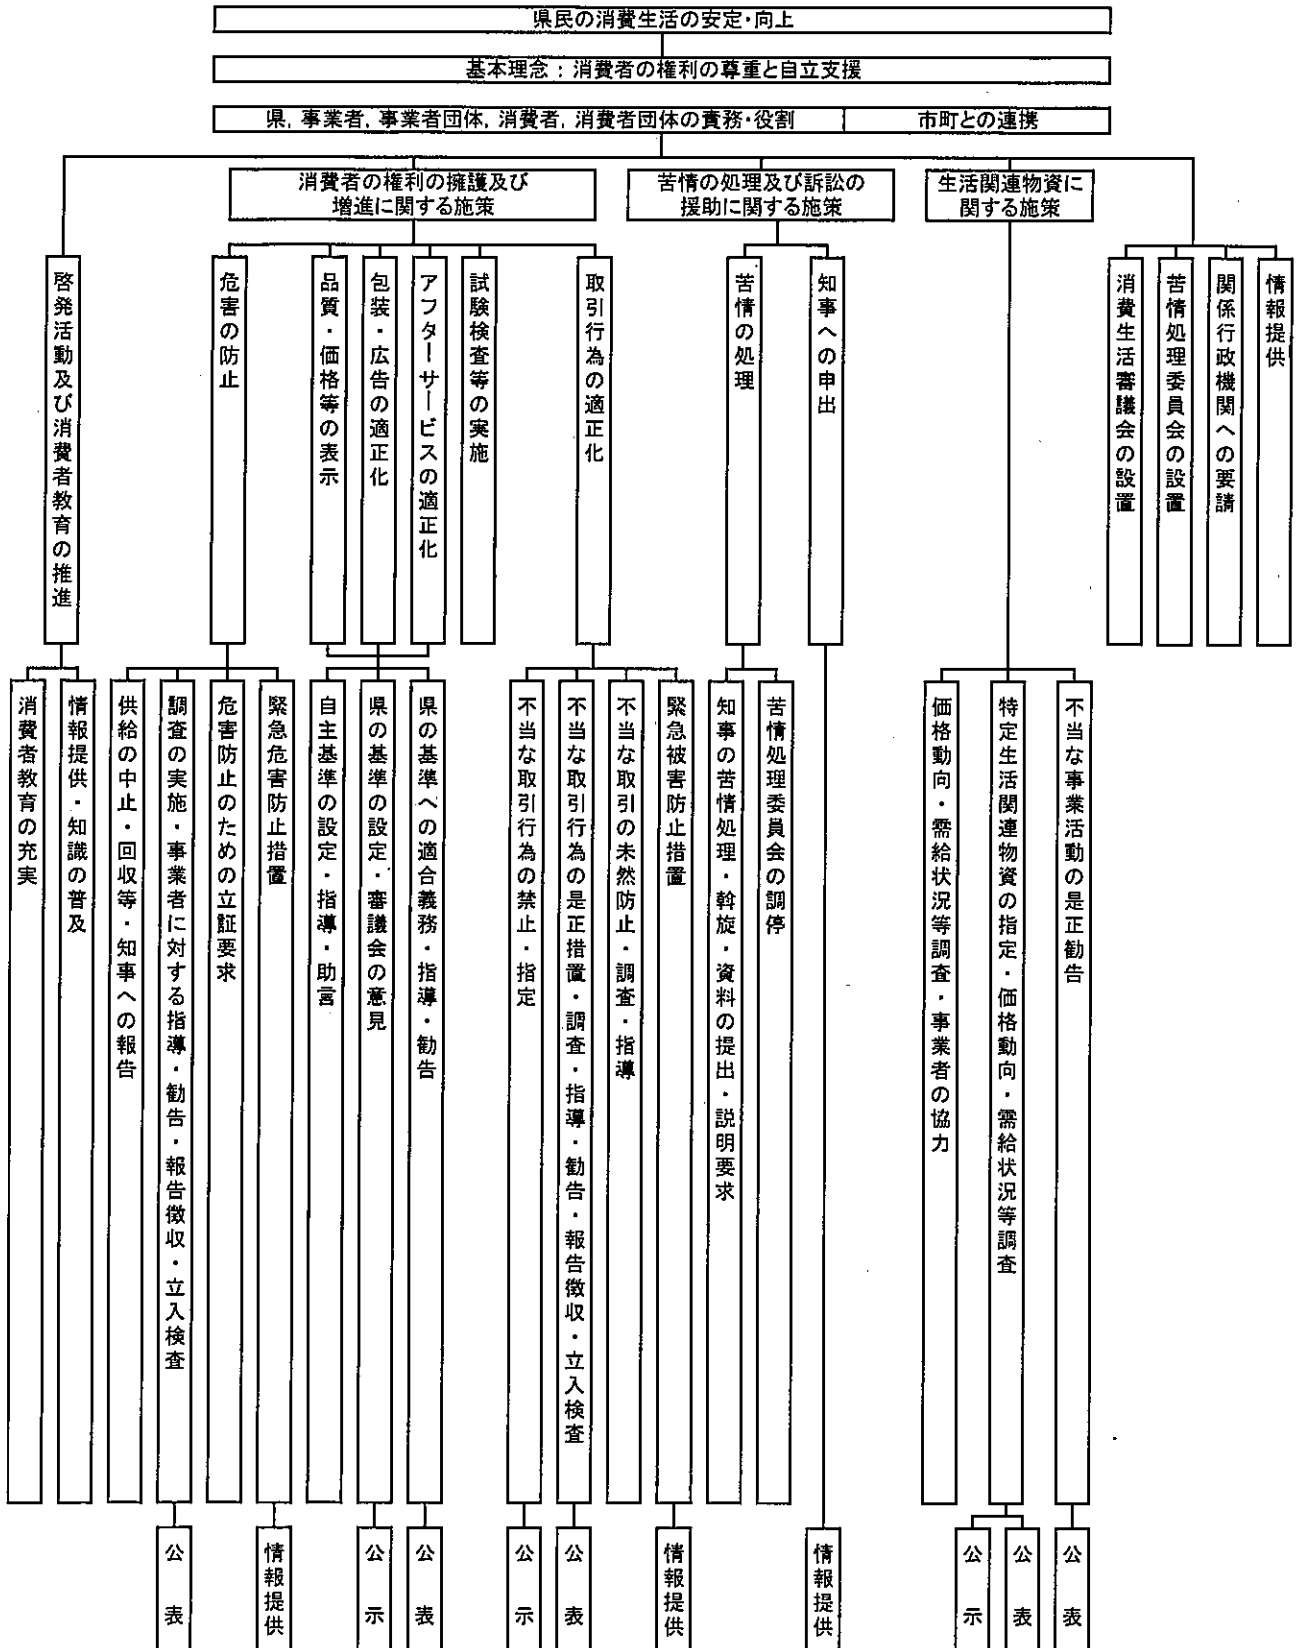 県民の消費生活の安定・向上
基本理念：消費者の権利の尊重と自立支援
県，事業者，事業者団体，消費者，消費者団体の責務・役割
市町との連携
消費者の権利の擁護及び
増進に関する施策
苦情の処理及び訴訟の
援助に関する施策
生活関連物資に
関する施策
啓発活動及び消費者教育の推進
危害の防止
品質・価格等の表示
包装・広告の適正化
アフターサービスの適正化
試験検査等の実施
取引行為の適正化
苦情の処理
知事への申出
消費生活審議会の設置
苦情処理委員会の設置
関係行政機関への要請
情報提供
消費者教育の充実
情報提供・知識の普及
供給の中止・回収等・知事への報告
調査の実施・事業者に対する指導・勧告・報告徴収・立入検査
危害防止のための立証要求
緊急危害防止措置
自主基準の設定・指導・助言
県の基準の設定・審議会の意見
県の基準への適合義務・指導・勧告
不当な取引行為の禁止・指定
不当な取引行為の是正措置・調査・指導・勧告・報告徴収・立入検査
不当な取引の未然防止・調査・指導
緊急被害防止措置
知事の苦情処理・斡旋・資料の提出・説明要求
苦情処理委員会の調停
価格動向・需給状況等調査・事業者の協力
特定生活関連物資の指定・価格動向・需給状況等調査
不当な事業活動の是正勧告
公表
情報提供
公示
公表
公示
公表
情報提供
情報提供
公示
公表
公表